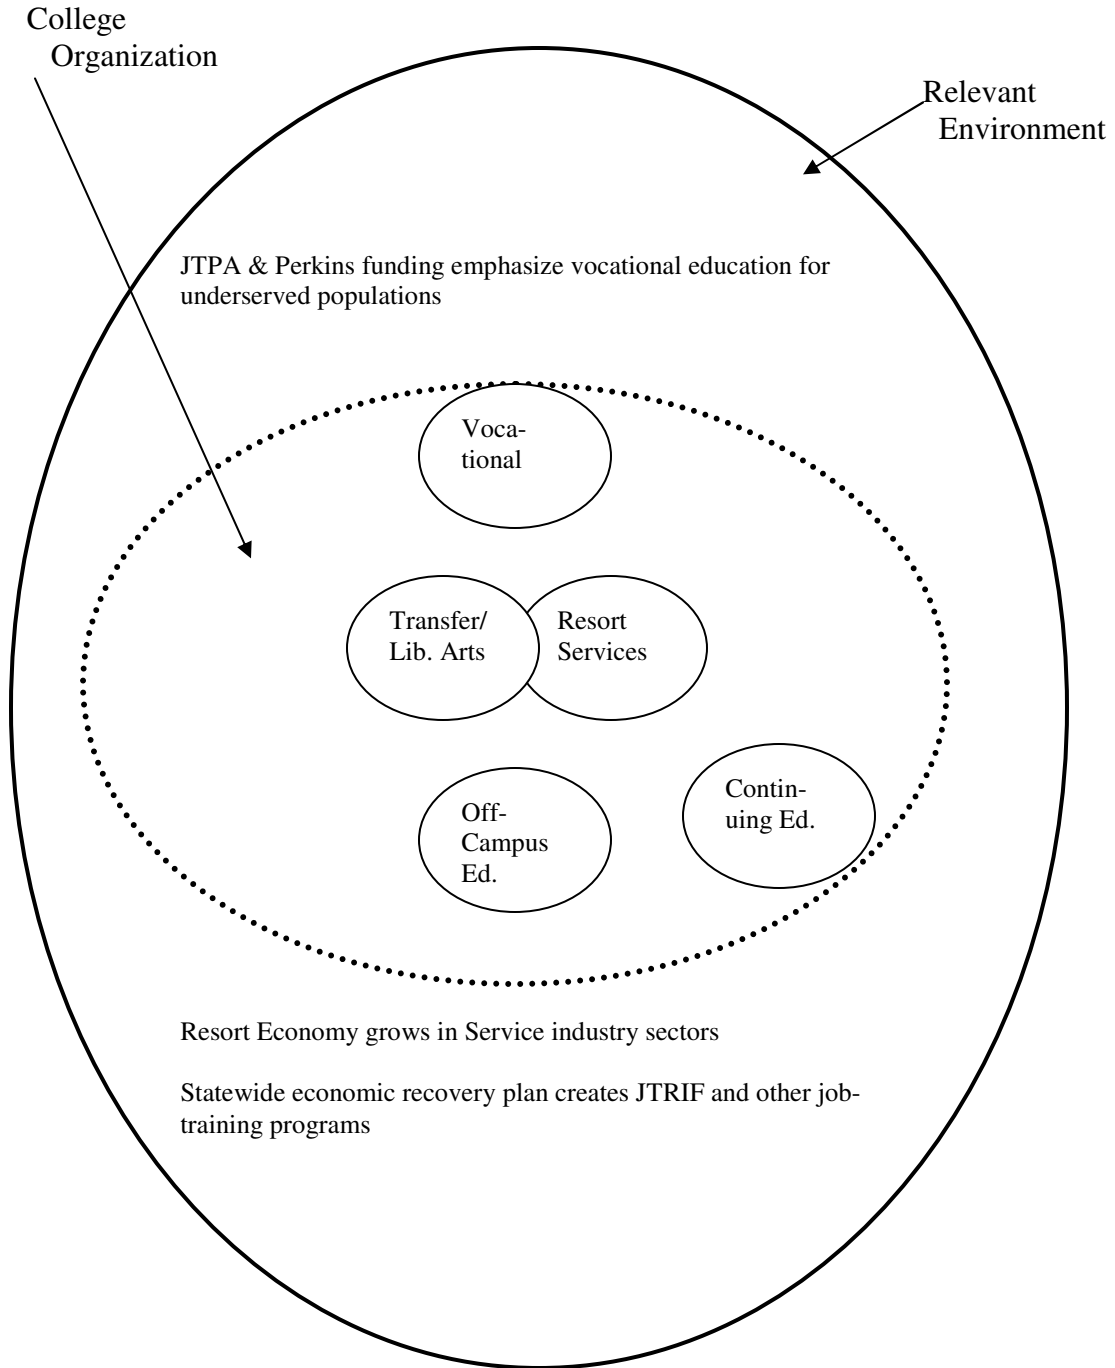 College
Organization
Relevant
Environment
JTPA & Perkins funding emphasize vocational education for
underserved populations
Voca-
tional
Transfer/
Lib. Arts
Resort
Services
Off-
Campus
Ed.
Contin-
uing Ed.
Resort Economy grows in Service industry sectors
Statewide economic recovery plan creates JTRIF and other job-
training programs